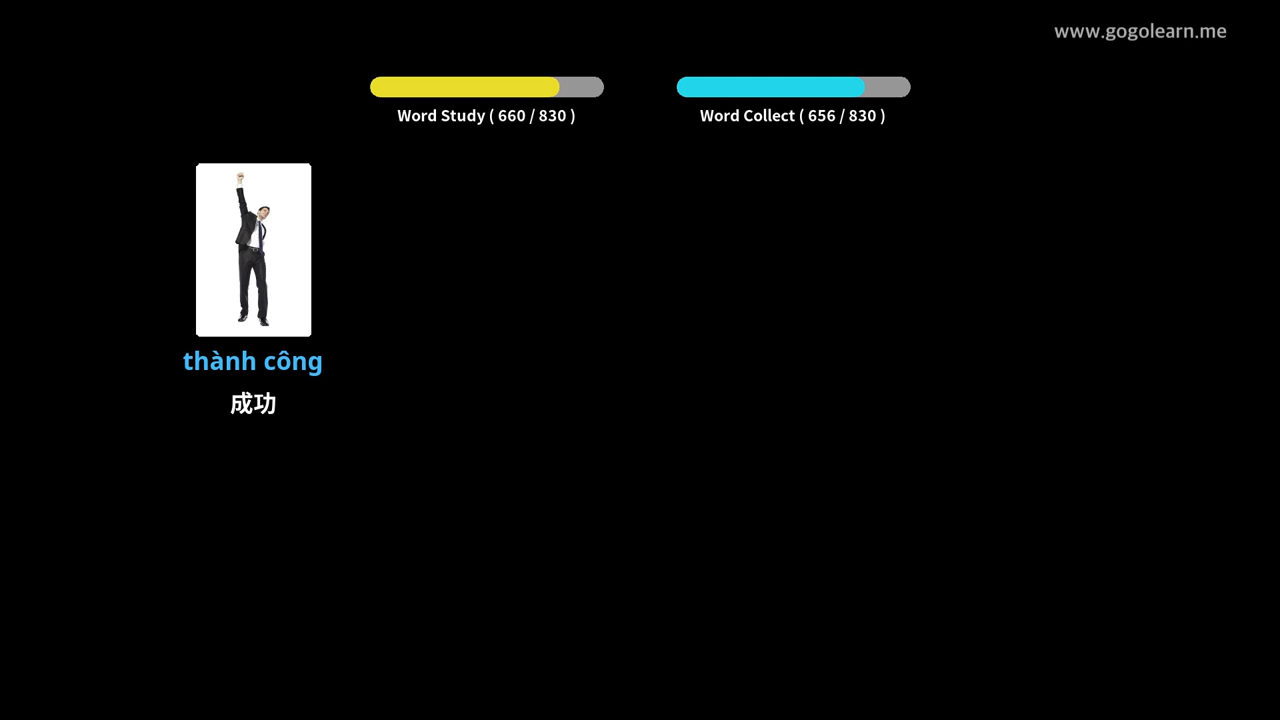 www.gogolearn.me
Word Study ( 660 / 830 )
Word Collect ( 656 / 830 )
thành công
成功